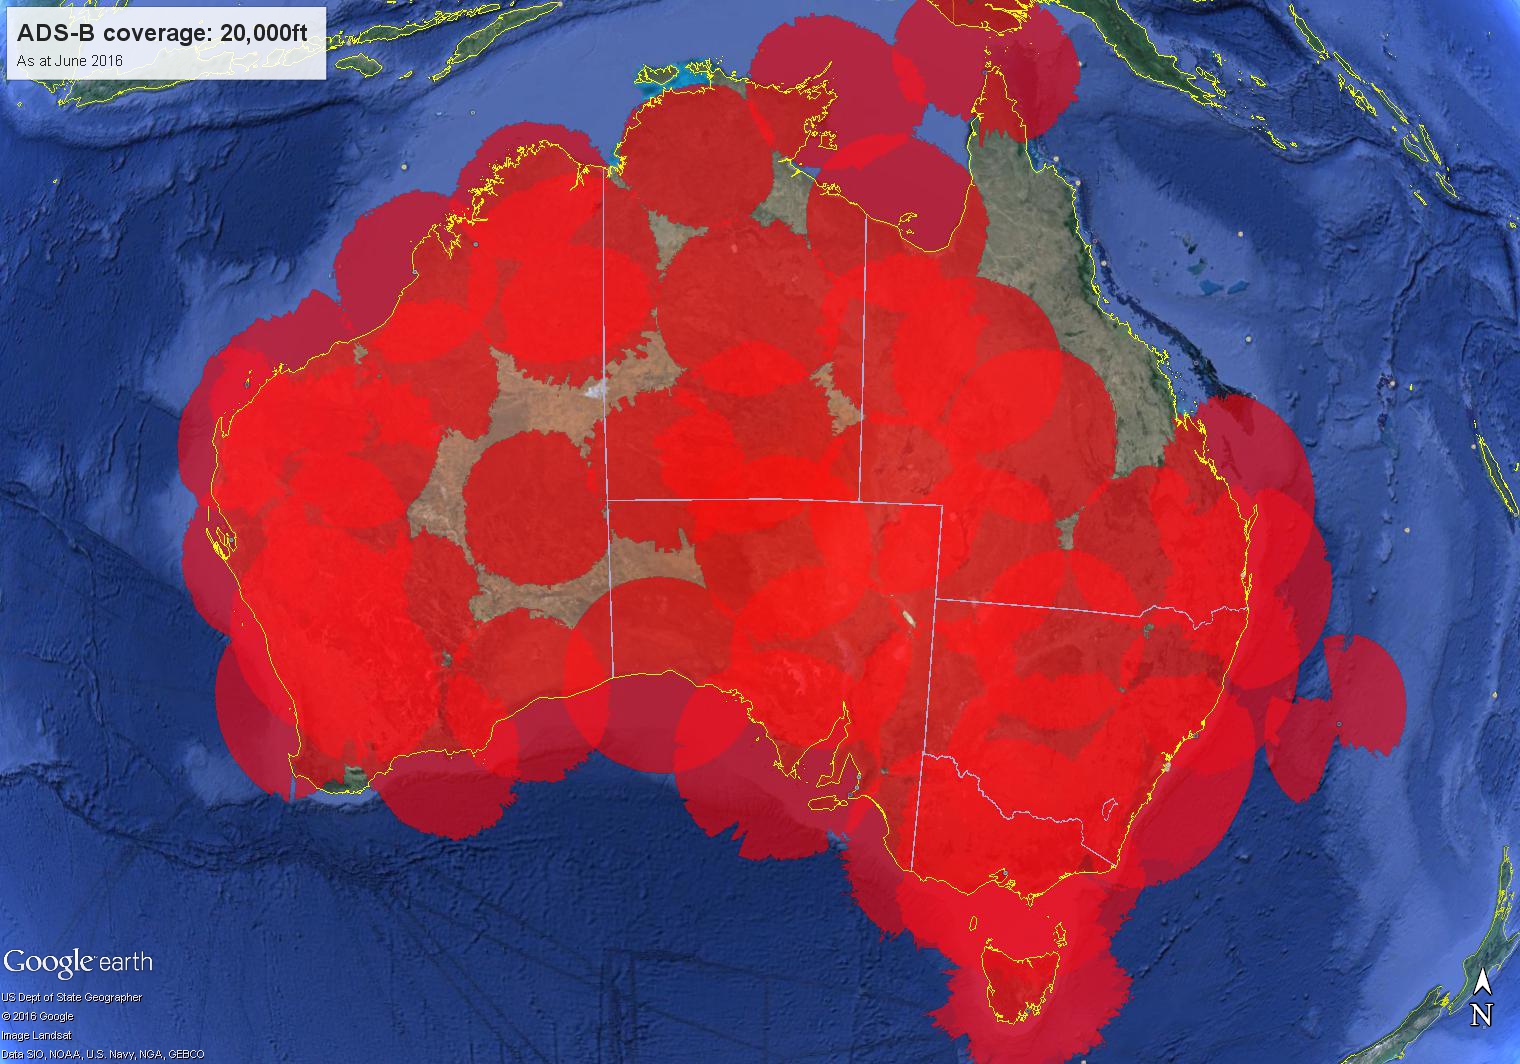 ADS-B coverage: 20,000ft
As at June 2016
Google earth
US Dept of State Geographer
© 2016 Google
Image Landsat
Data SIO, NOAA, U.S. Navy, NGA, GEBCO
N